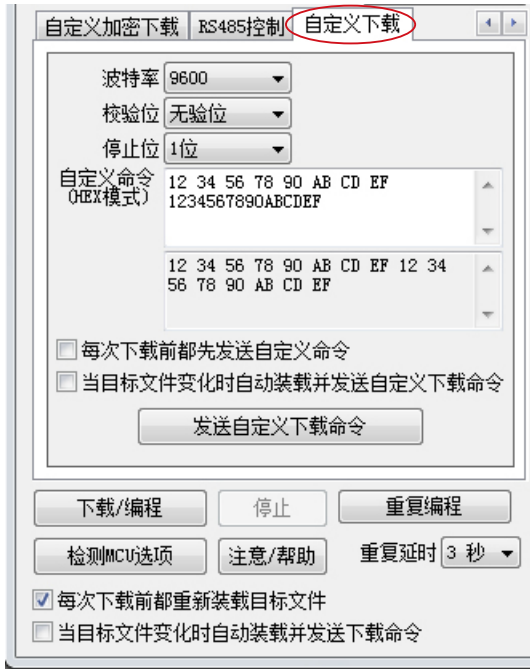 自定义加密下载 RS485控制 自定义下载
波特率 9600
校验位 无验位
停止位 1位
自定义命令
(HEX模式)
12 34 56 78 90 AB CD EF
1234567890ABCDEF
12 34 56 78 90 AB CD EF 12 34
56 78 90 AB CD EF
每次下载前都先发送自定义命令
当目标文件变化时自动装载并发送自定义下载命令
发送自定义下载命令
下载/编程 停止 重复编程
检测MCU选项 注意/帮助 重复延时 3 秒
每次下载前都重新装载目标文件
当目标文件变化时自动装载并发送下载命令